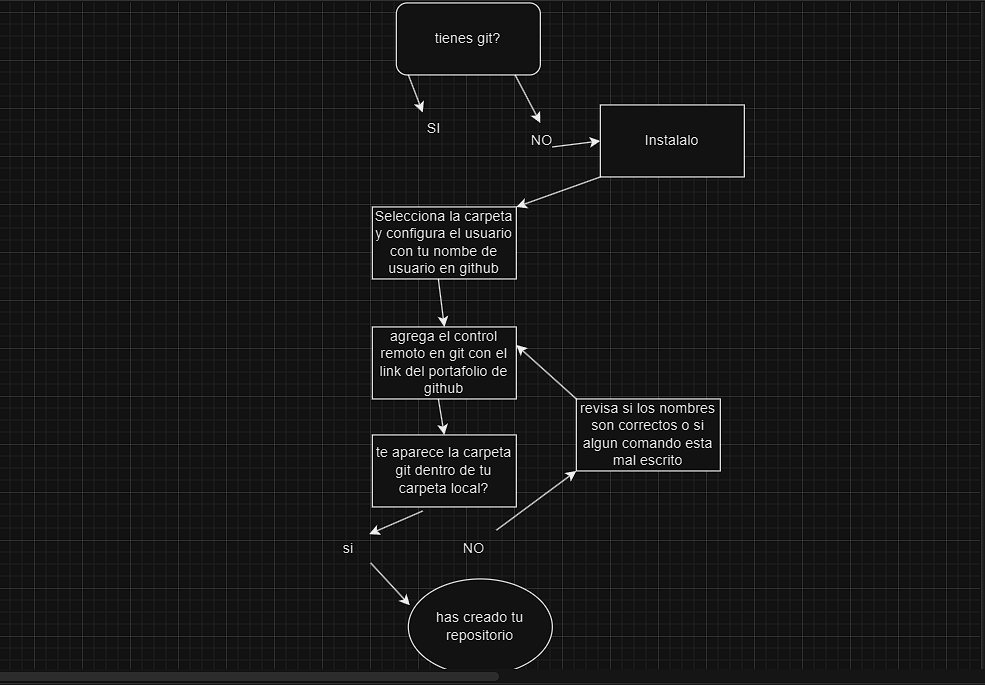 tienes git?
SI
NO
Instalalo
Selecciona la carpeta
y configura el usuario
con tu nombe de
usuario en github
agrega el control
remoto en git con el
link del portafolio de
github
revisa si los nombres
son correctos o si
algun comando esta
mal escrito
te aparece la carpeta
git dentro de tu
carpeta local?
si
NO
has creado tu
repositorio